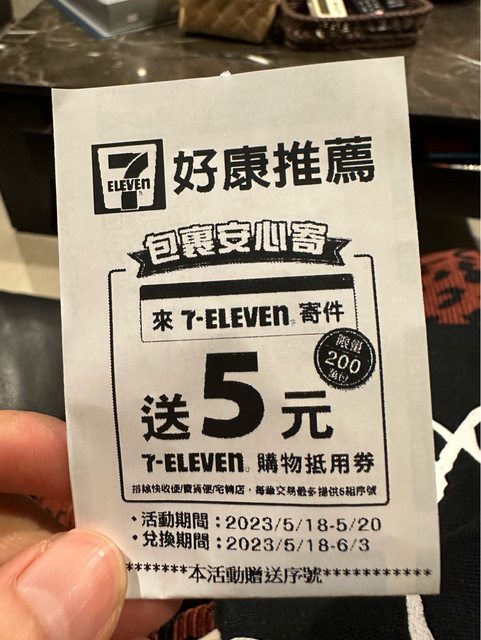 7-ELEVEN 好康推薦
包裹安心寄
來 7-ELEVEN 寄件
限量
200
萬份
送5元
7-ELEVEN 購物抵用券
排除快收便/賣貨便/宅轉店，每筆交易最多提供5組序號
・活動期間：2023/5/18-5/20
・兌換期間：2023/5/18-6/3
*******本活動贈送序號***********